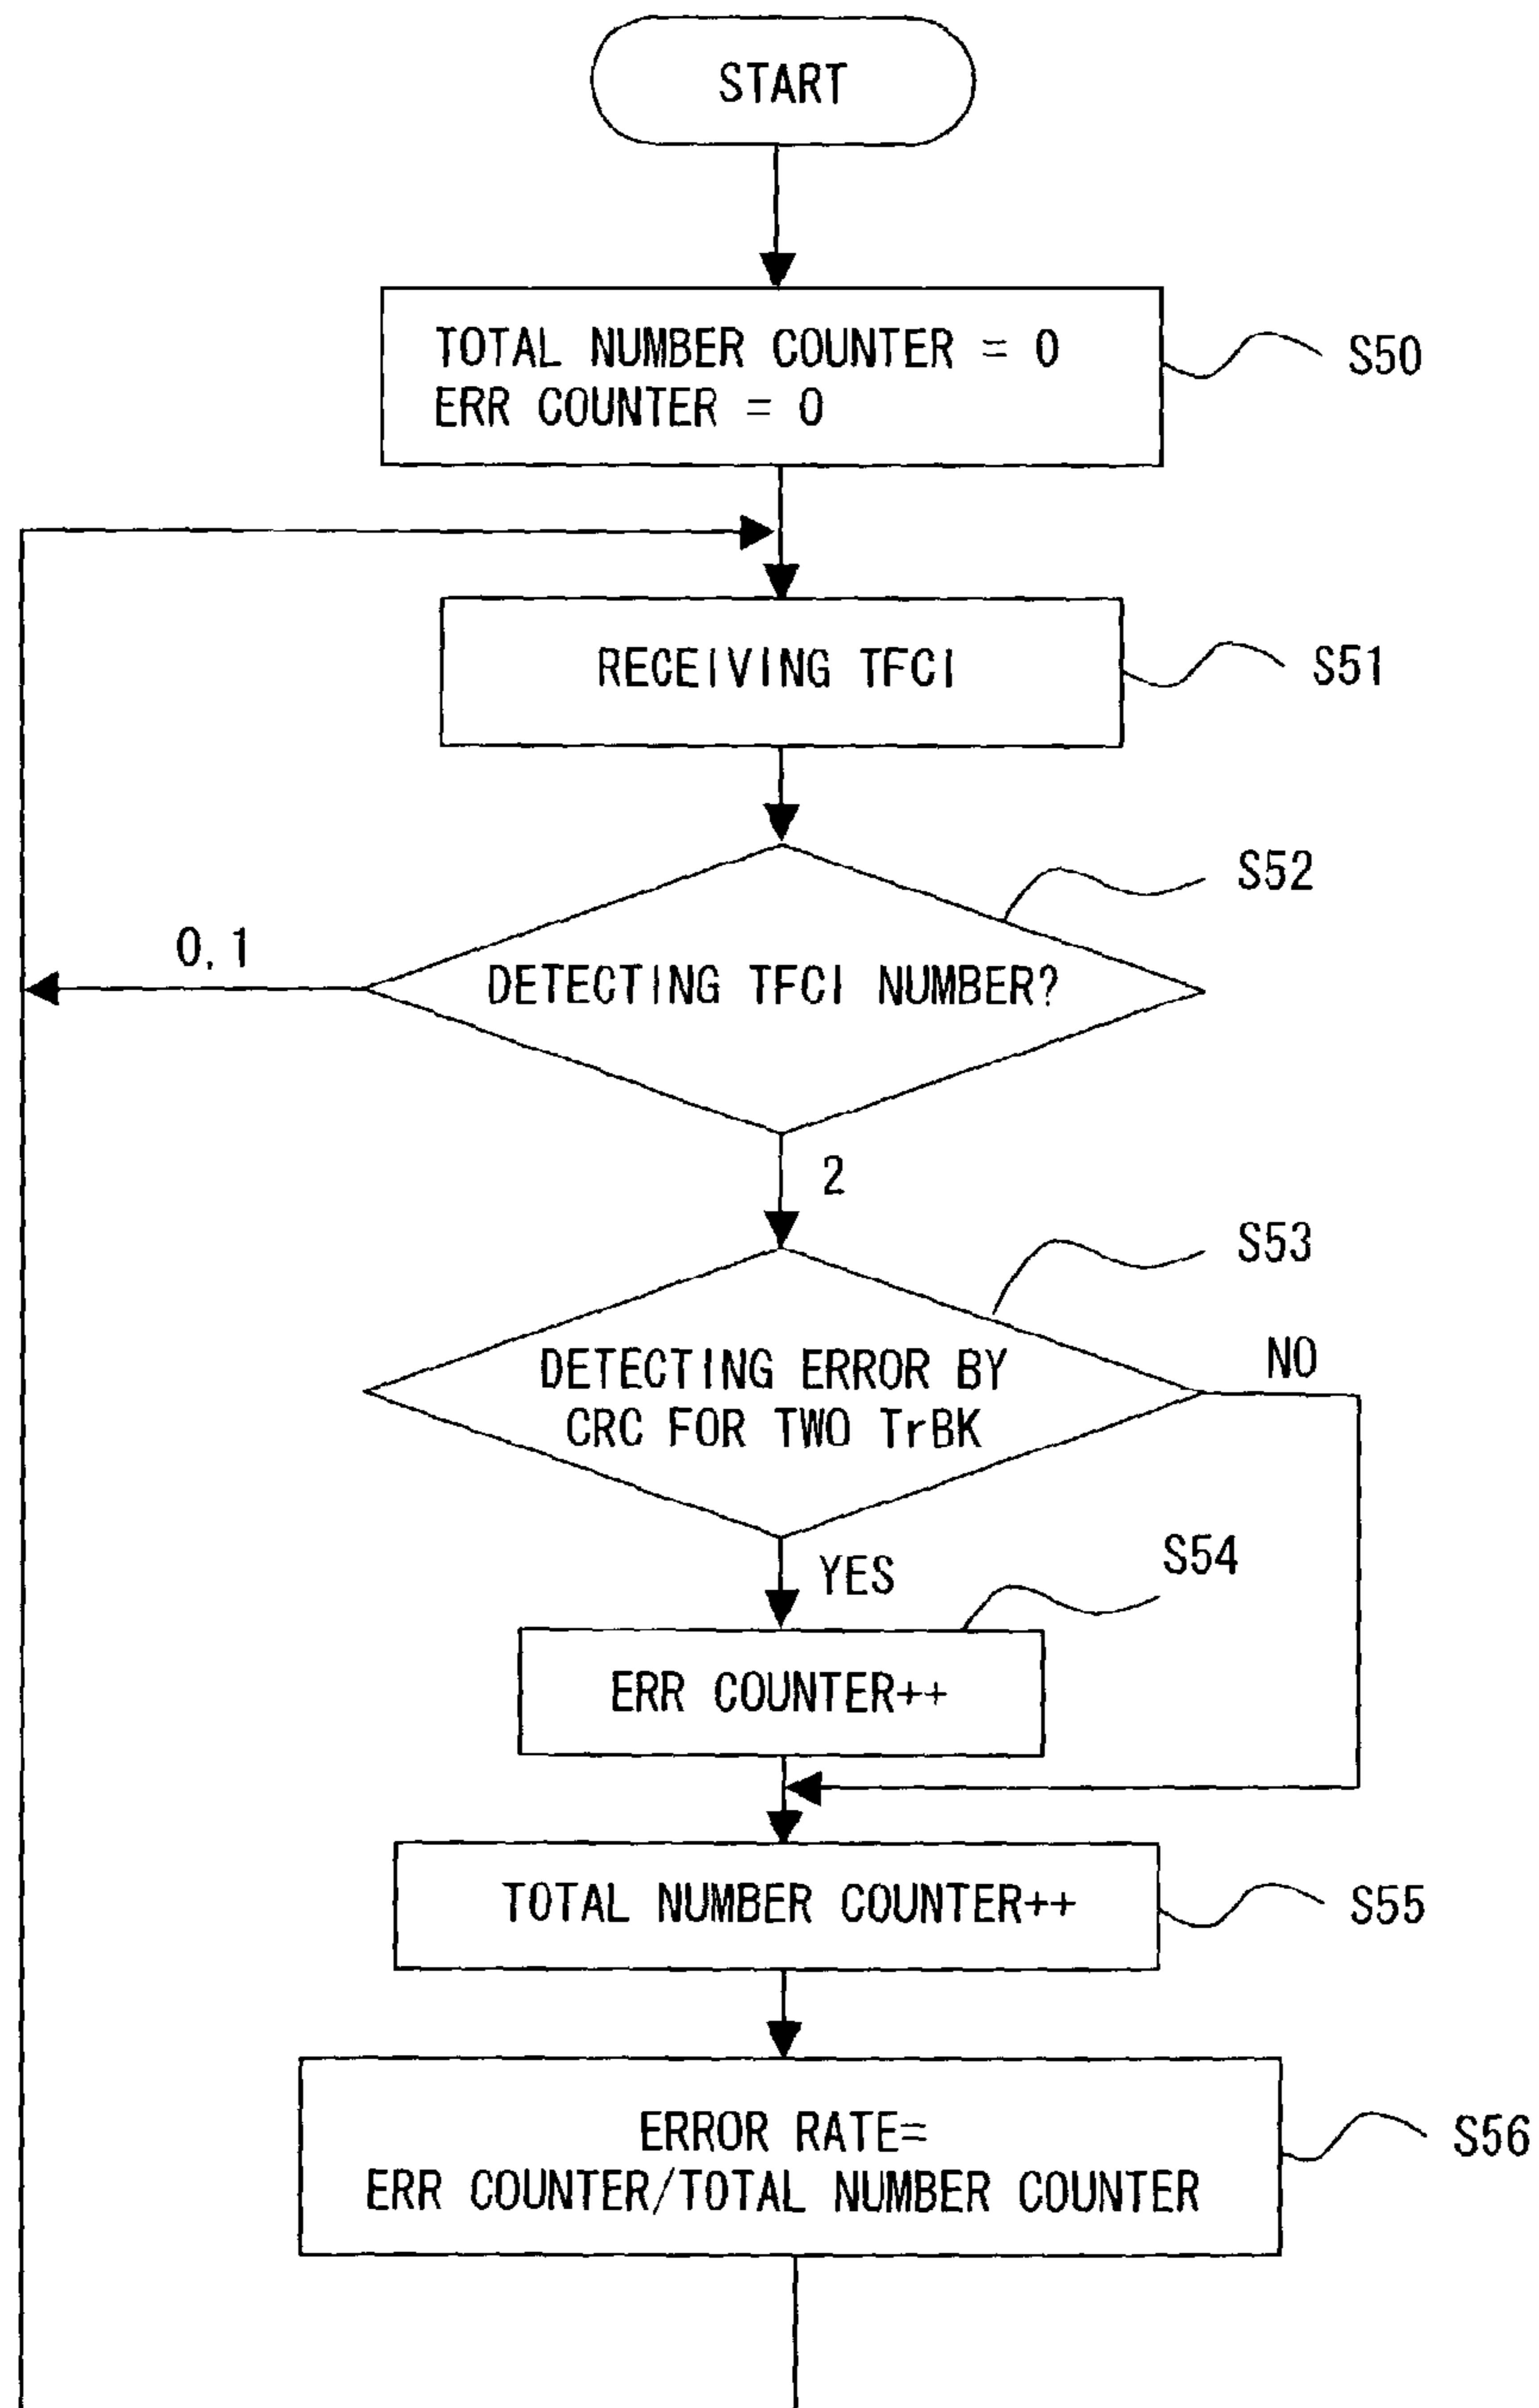 START
TOTAL NUMBER COUNTER = 0
ERR COUNTER = 0
S50
RECEIVING TFCI
S51
S52
0, 1
DETECTING TFCI NUMBER?
2
S53
NO
DETECTING ERROR BY
CRC FOR TWO TrBK
YES
S54
ERR COUNTER++
TOTAL NUMBER COUNTER++
S55
ERROR RATE=
ERR COUNTER/TOTAL NUMBER COUNTER
S56